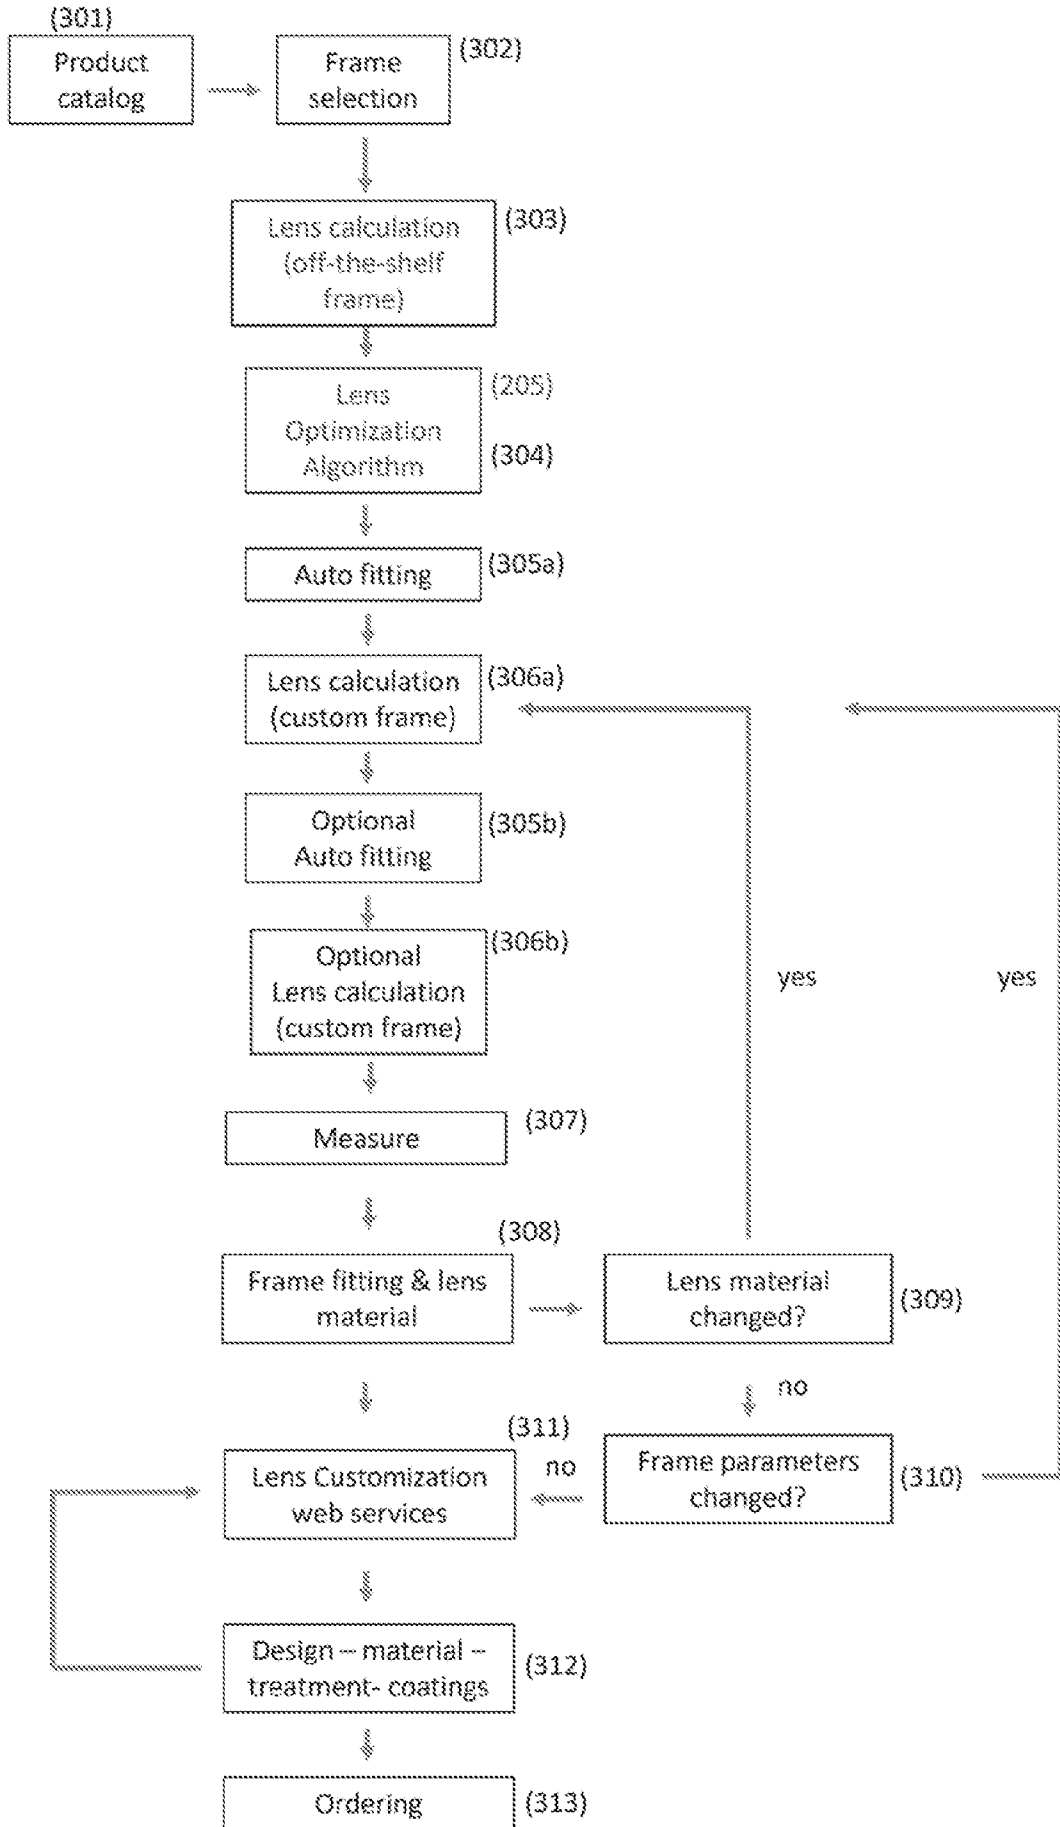 (301)
Product
catalog
Frame
selection
(302)
Lens calculation
(off-the-shelf
frame)
(303)
Lens
Optimization
Algorithm
(205)
(304)
Auto fitting
(305a)
Lens calculation
(custom frame)
(306a)
Optional
Auto fitting
(305b)
Optional
Lens calculation
(custom frame)
(306b)
yes
yes
Measure
(307)
(308)
Frame fitting & lens
material
Lens material
changed?
(309)
no
(311)
Lens Customization
web services
no
Frame parameters
changed?
(310)
Design – material –
treatment- coatings
(312)
Ordering
(313)